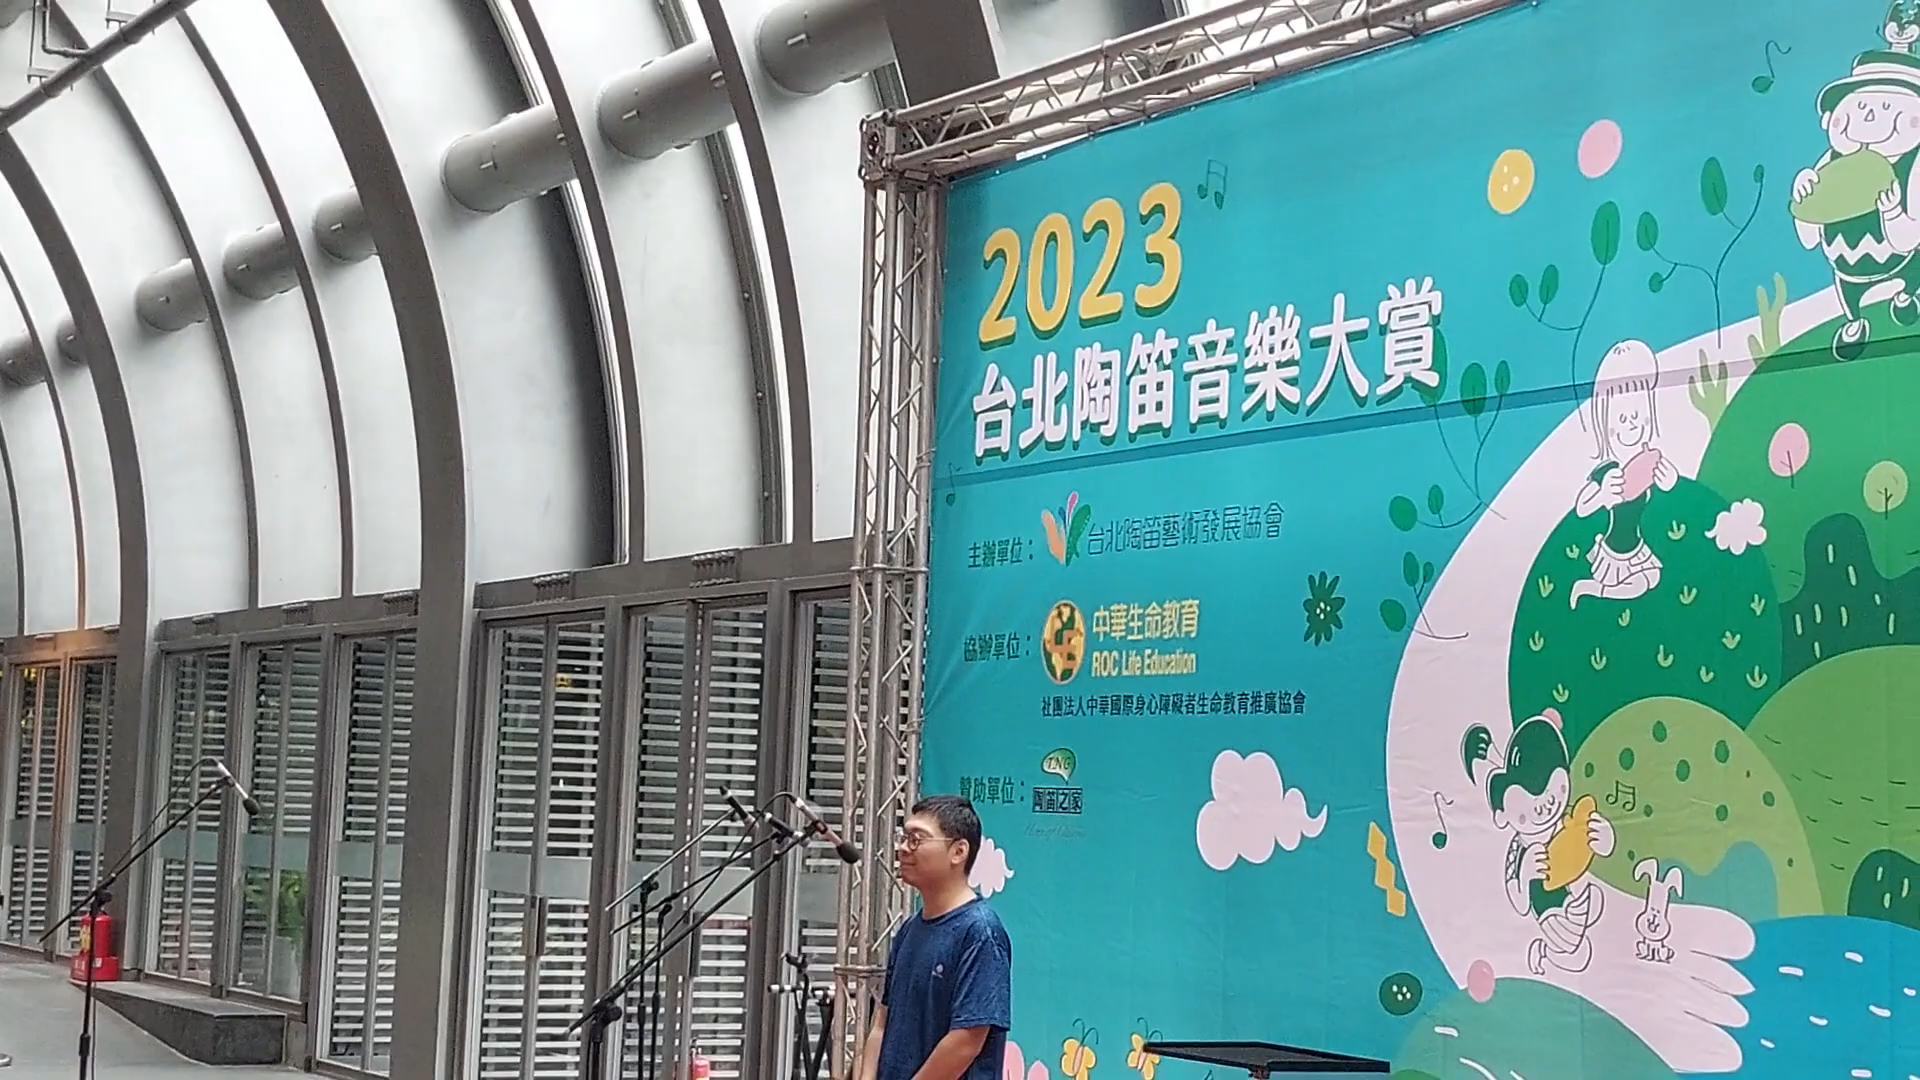 2023
台北陶笛音樂大賞
主辦單位： 台北陶笛藝術發展協會
協辦單位： 中華生命教育
ROC Life Education
社團法人中華國際身心障礙者生命教育推廣協會
贊助單位： TNG
陶笛之家